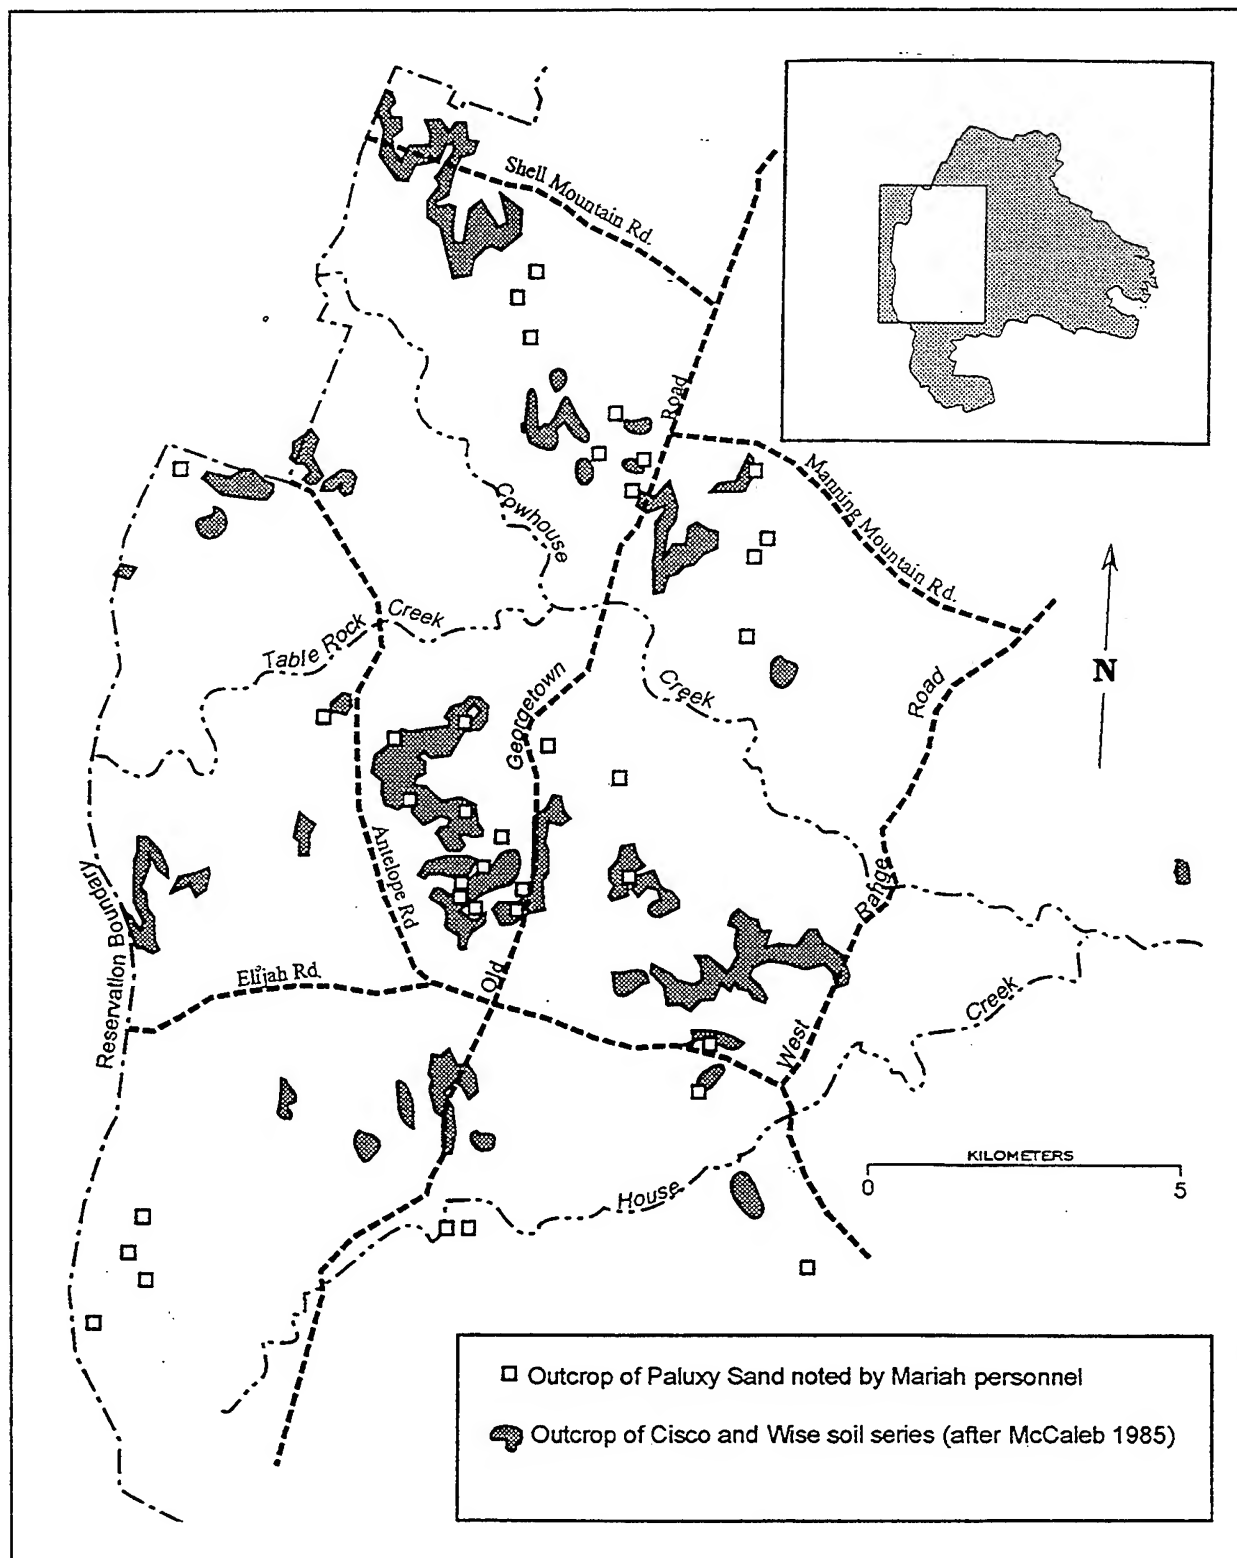 Shell Mountain Rd.
Road
Manning Mountain Rd.
Cowhouse
Creek
Table Rock
Creek
N
Georgetown
Road
Antelope Rd
Range
Reservation Boundary
Elijah Rd.
Old
Creek
West
KILOMETERS
0 5
House
Outcrop of Paluxy Sand noted by Mariah personnel
Outcrop of Cisco and Wise soil series (after McCaleb 1985)